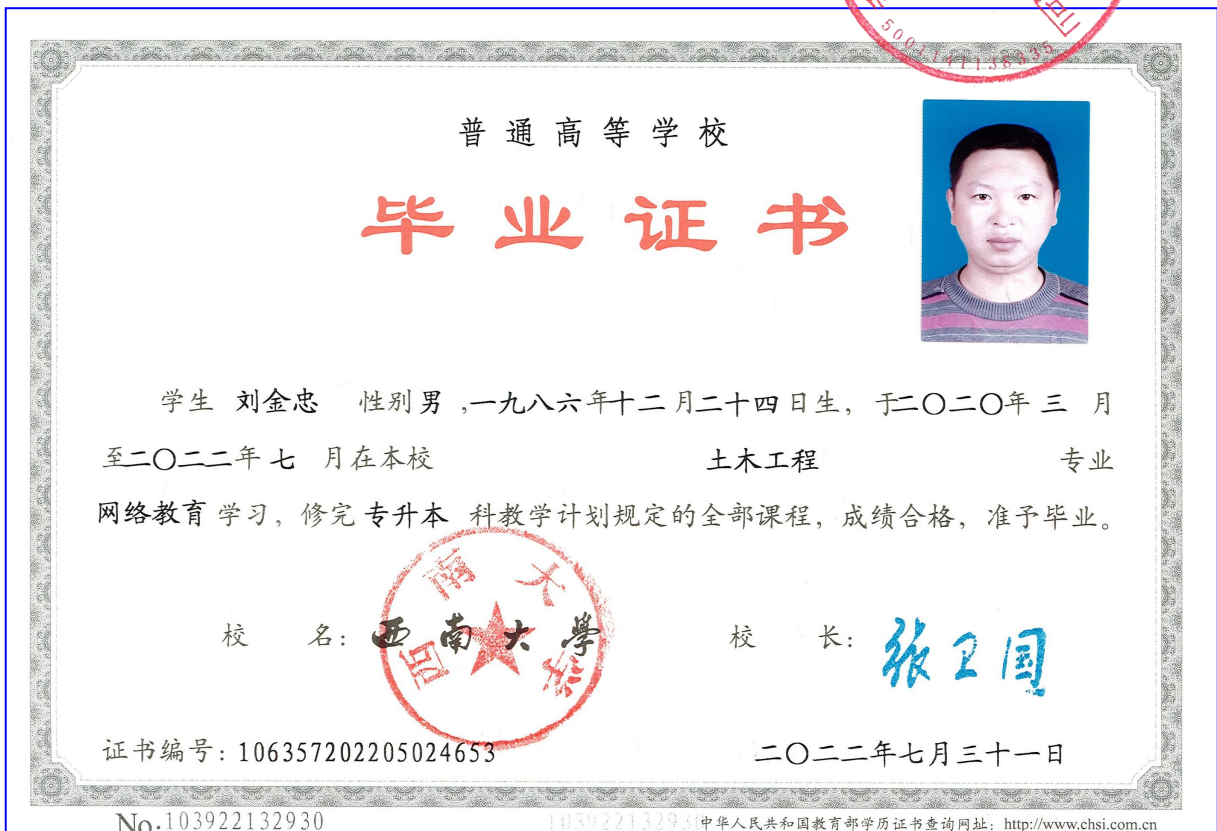 5001141138335
普通高等学校
毕业证书
学生 刘金忠 性别 男 ,一九八六年十二月二十四日生, 于二〇二〇年 三 月
至二〇二二年 七 月在本校 土木工程 专业
网络教育 学习, 修完 专升本 科教学计划规定的全部课程, 成绩合格, 准予毕业。
西南大学
校 名: 西南大學 校 长: 张卫国
证书编号: 106357202205024653 二〇二二年七月三十一日
No.103922132930 103922132930 中华人民共和国教育部学历证书查询网址: http://www.chsi.com.cn